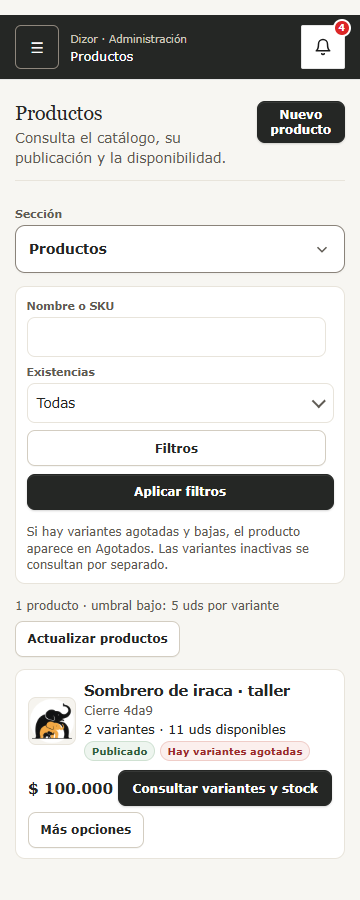 ☰
Dizor · Administración
Productos
4
Productos
Nuevo
producto
Consulta el catálogo, su
publicación y la disponibilidad.
Sección
Productos
Nombre o SKU
Existencias
Todas
Filtros
Aplicar filtros
Si hay variantes agotadas y bajas, el producto
aparece en Agotados. Las variantes inactivas se
consultan por separado.
1 producto · umbral bajo: 5 uds por variante
Actualizar productos
Sombrero de iraca · taller
Cierre 4da9
2 variantes · 11 uds disponibles
Publicado
Hay variantes agotadas
$ 100.000
Consultar variantes y stock
Más opciones